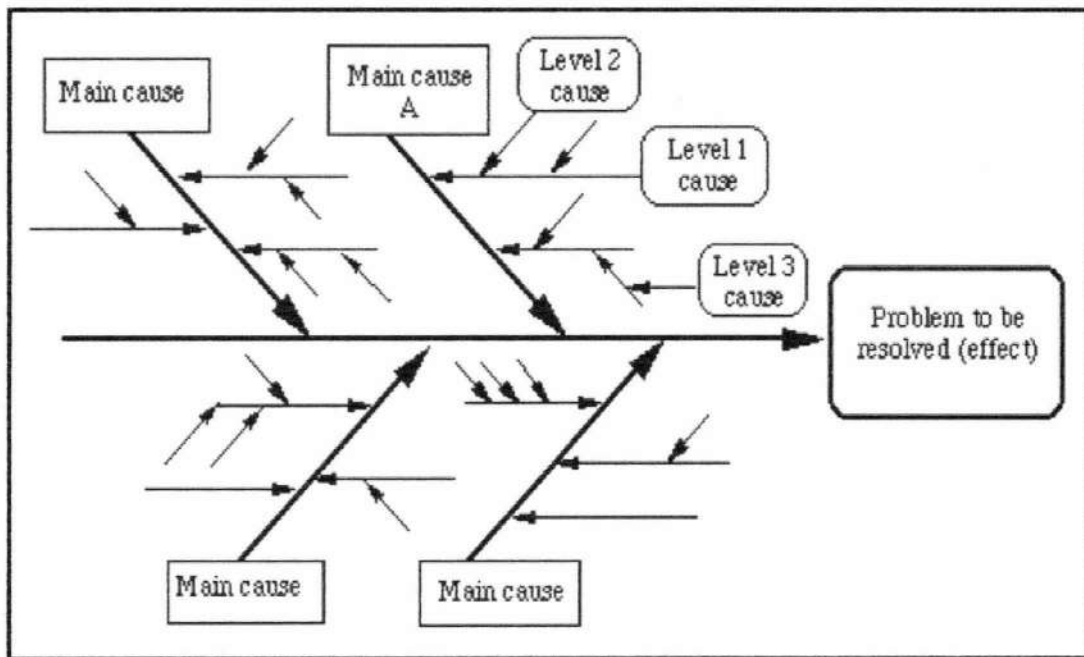 Main cause
Main cause
A
Level 2
cause
Level 1
cause
Level 3
cause
Problem to be
resolved (effect)
Main cause
Main cause